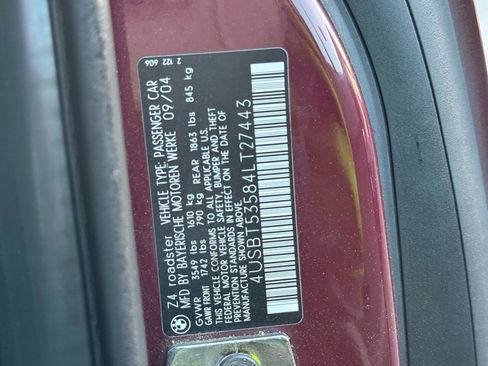 Z4 roadster VEHICLE TYPE: PASSENGER CAR
MFD BY BAYERISCHE MOTOREN WERKE 09/04
GVWR 3549 lbs 1610 kg
GAWR FRONT 1742 lbs 790 kg REAR 1863 lbs 845 kg
THIS VEHICLE CONFORMS TO ALL APPLICABLE U.S.
FEDERAL MOTOR VEHICLE SAFETY, BUMPER AND THEFT
PREVENTION STANDARDS IN EFFECT ON THE DATE OF
MANUFACTURE SHOWN ABOVE.
4USBT53584LT27443
906 122 2